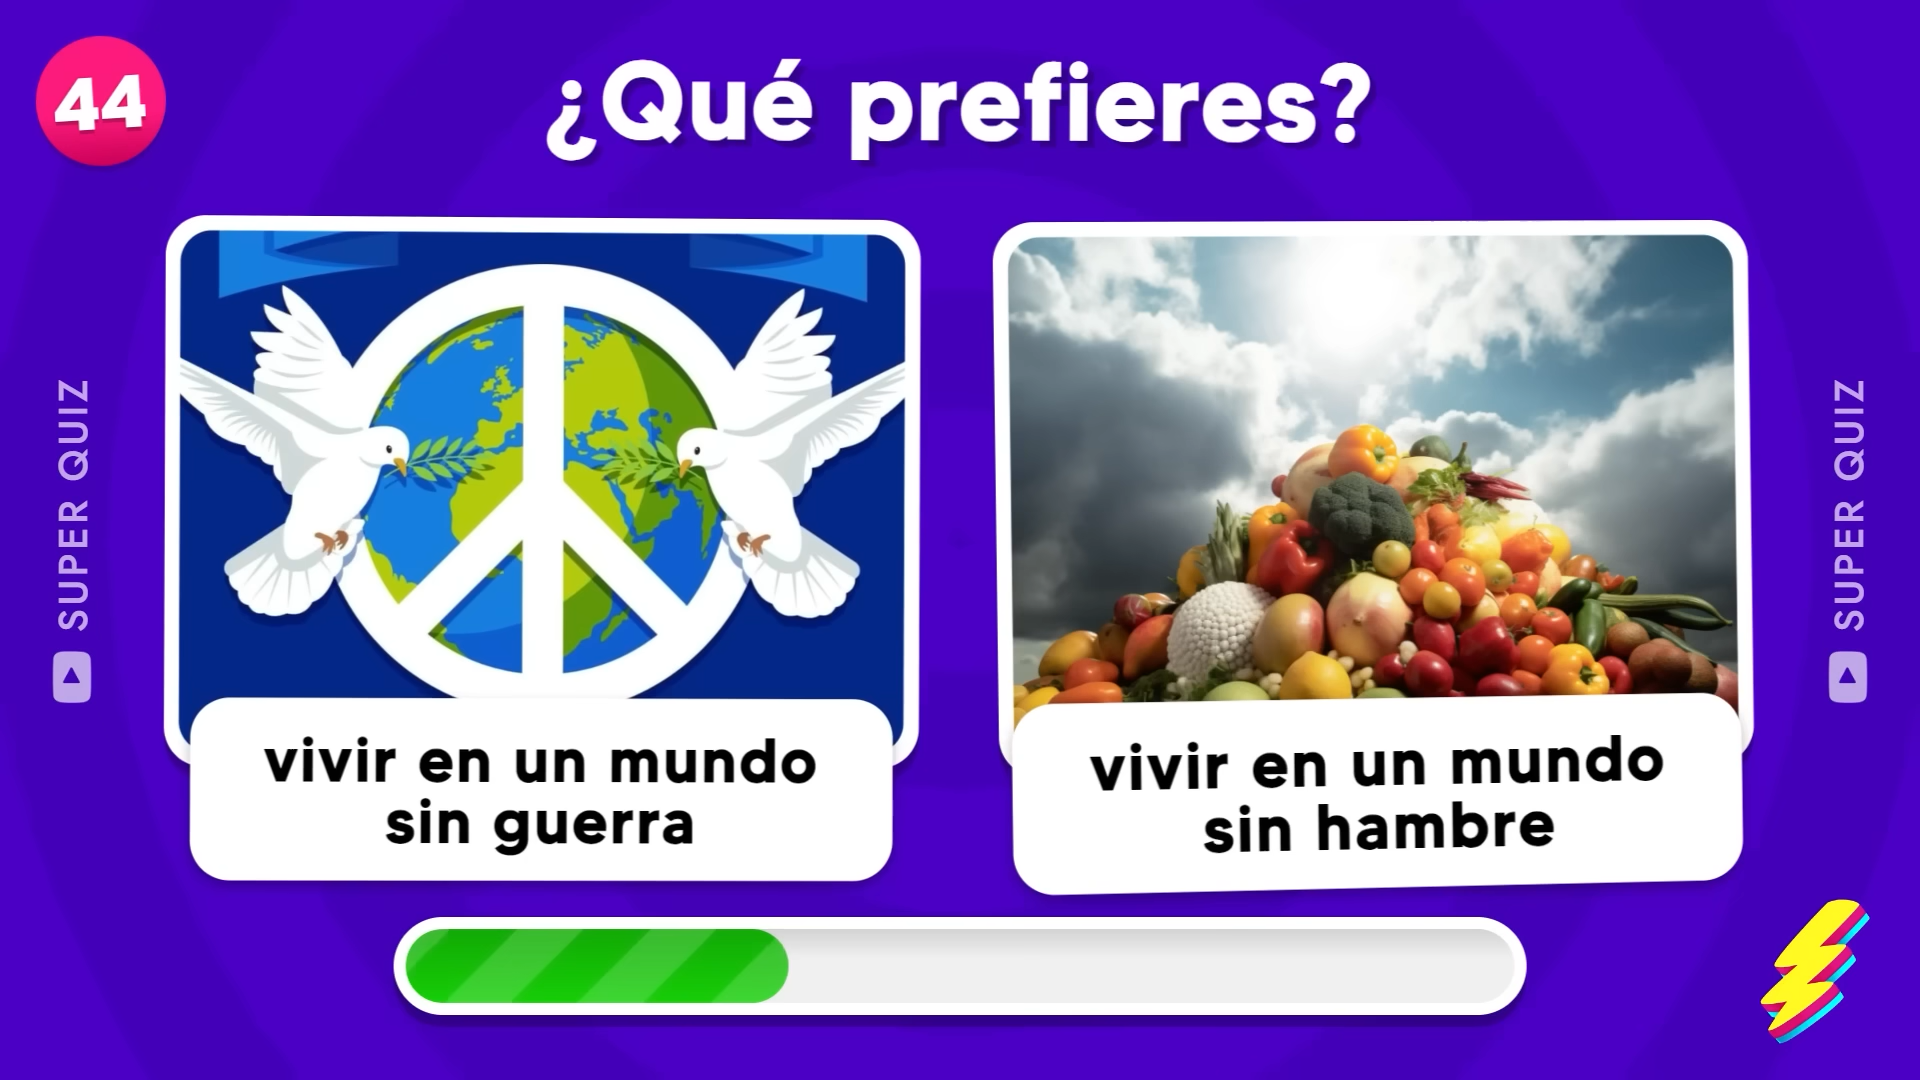 44
¿Qué prefieres?
SUPER QUIZ
vivir en un mundo
sin guerra
vivir en un mundo
sin hambre
SUPER QUIZ